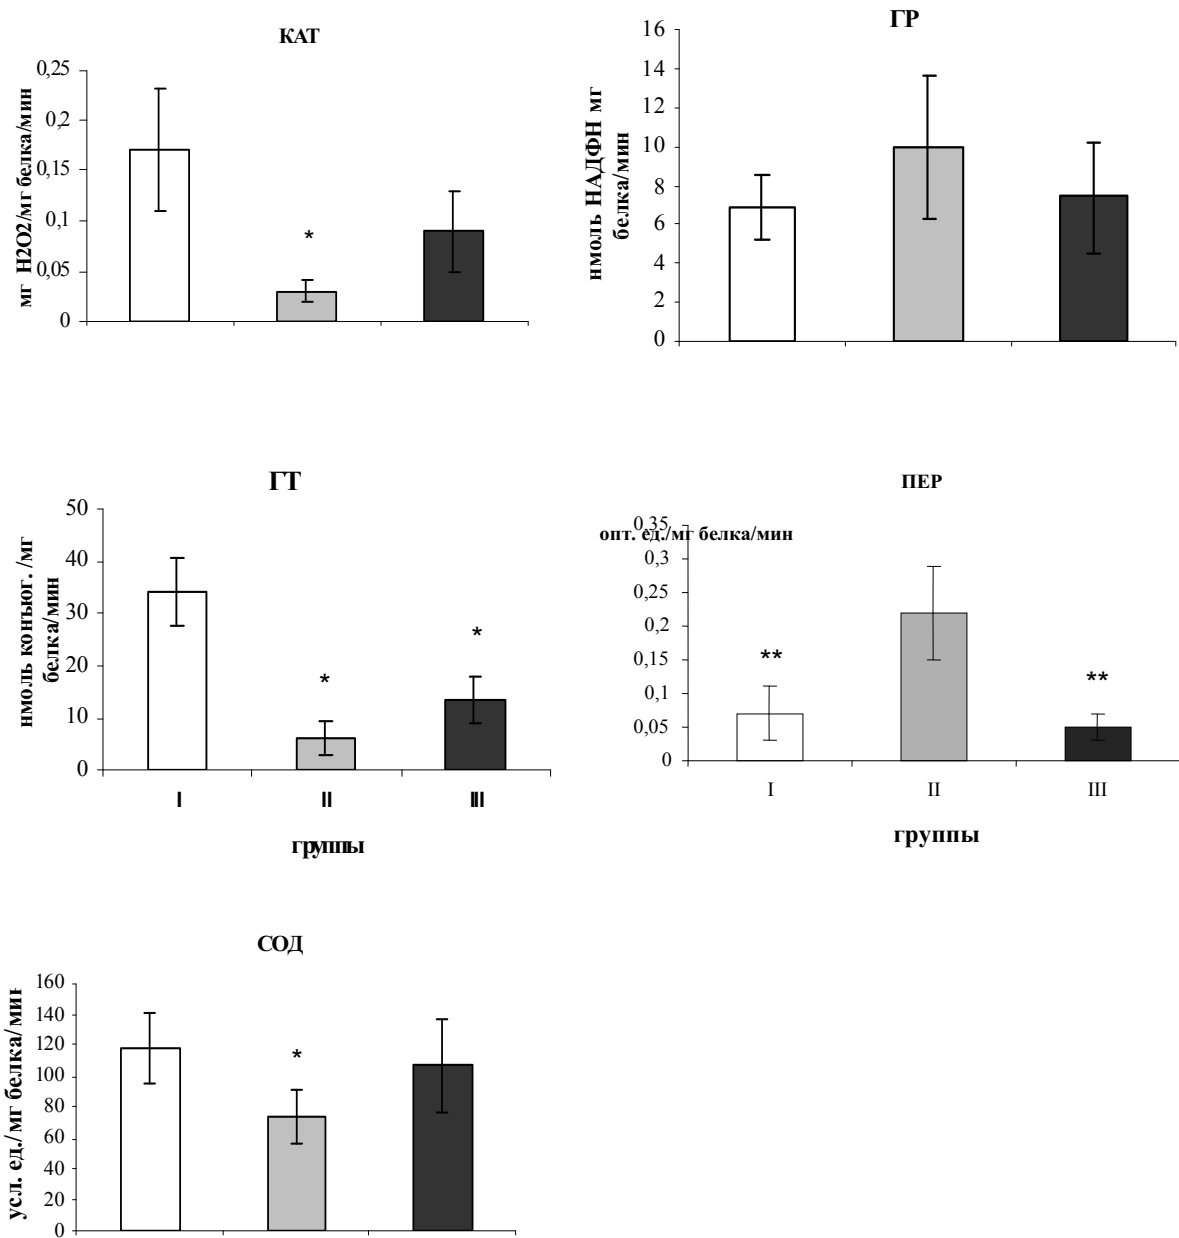 КАТ
мг Н2О2/мг белка/мин
0,25
0,2
0,15
0,1
0,05
0
*
ГР
нмоль НАДФН мг
белка/мин
16
14
12
10
8
6
4
2
0
ГТ
нмоль конъюг. /мг
белка/мин
50
40
30
20
10
0
*
*
I II III
группы
ПЕР
опт. ед./мг белка/мин
0,35
0,3
0,25
0,2
0,15
0,1
0,05
0
**
**
I II III
группы
СОД
усл. ед./мг белка/мин
160
140
120
100
80
60
40
20
0
*